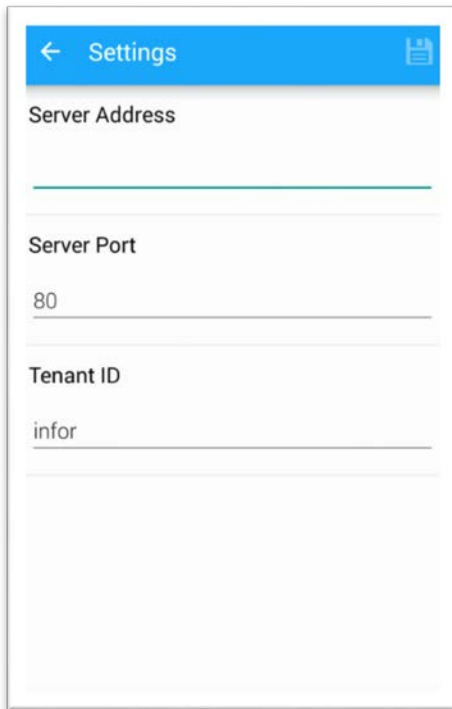 Settings
Server Address
Server Port
80
Tenant ID
infor